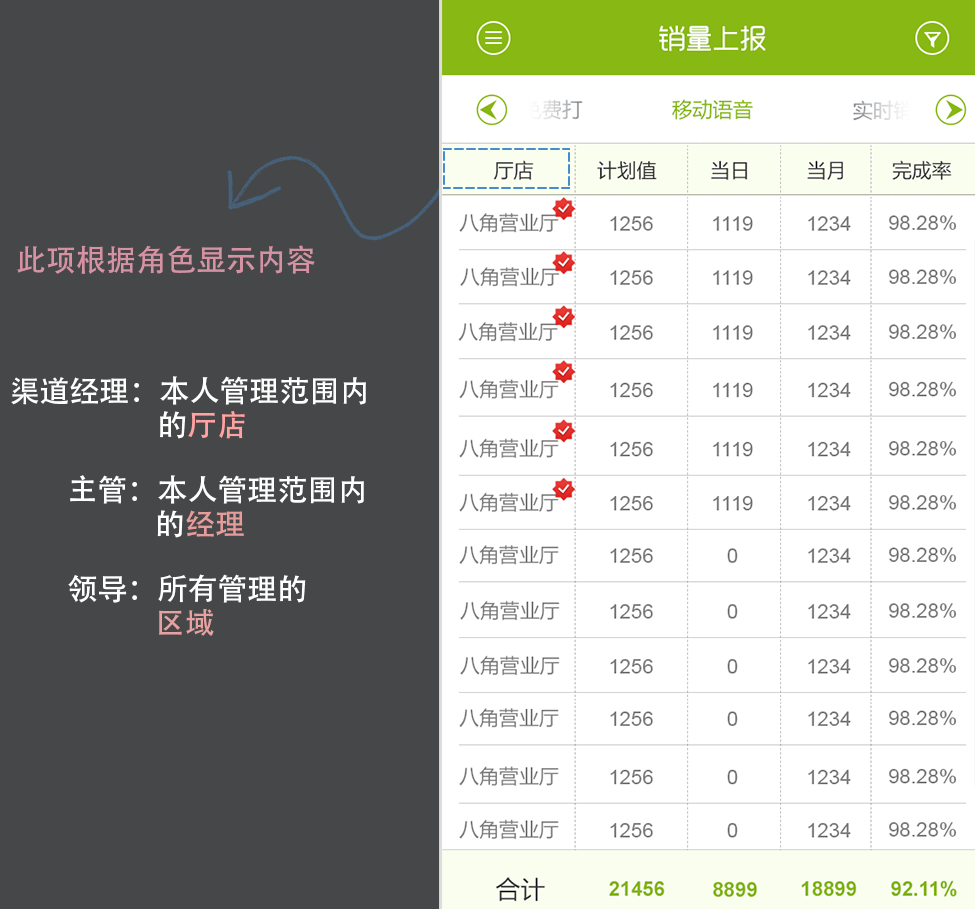 此项根据角色显示内容
渠道经理：本人管理范围内
的厅店
主管：本人管理范围内
的经理
领导：所有管理的
区域
销量上报
费打 移动语音 实时
厅店 计划值 当日 当月 完成率
八角营业厅 1256 1119 1234 98.28%
八角营业厅 1256 1119 1234 98.28%
八角营业厅 1256 1119 1234 98.28%
八角营业厅 1256 1119 1234 98.28%
八角营业厅 1256 1119 1234 98.28%
八角营业厅 1256 1119 1234 98.28%
八角营业厅 1256 0 1234 98.28%
八角营业厅 1256 0 1234 98.28%
八角营业厅 1256 0 1234 98.28%
八角营业厅 1256 0 1234 98.28%
八角营业厅 1256 0 1234 98.28%
八角营业厅 1256 0 1234 98.28%
合计 21456 8899 18899 92.11%